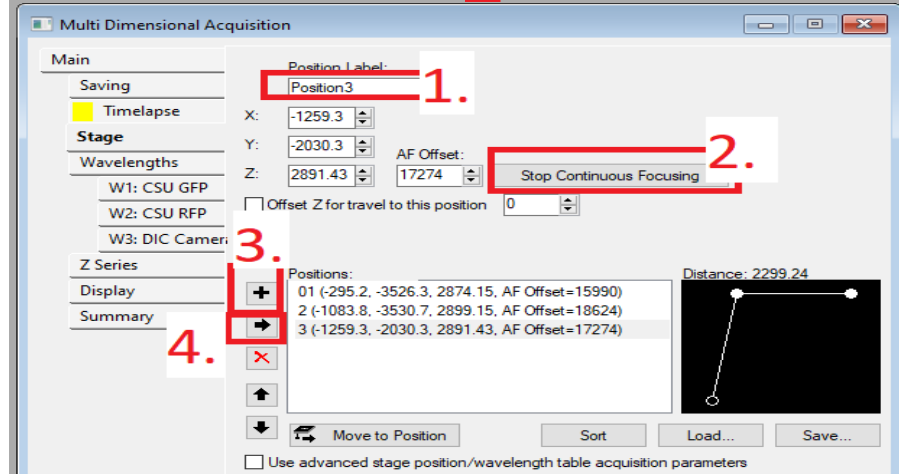 Multi Dimensional Acquisition
Main
Saving
Timelapse
Stage
Wavelengths
W1: CSU GFP
W2: CSU RFP
W3: DIC Camera
Z Series
Display
Summary
Position Label:
Position3
1.
X: -1259.3
Y: -2030.3
AF Offset:
2.
Z: 2891.43 17274 Stop Continuous Focusing
Offset Z for travel to this position 0
3.
Positions: Distance: 2299.24
01 (-295.2, -3526.3, 2874.15, AF Offset=15990)
2 (-1083.8, -3530.7, 2899.15, AF Offset=18624)
3 (-1259.3, -2030.3, 2891.43, AF Offset=17274)
4.
Move to Position Sort Load... Save...
Use advanced stage position/wavelength table acquisition parameters